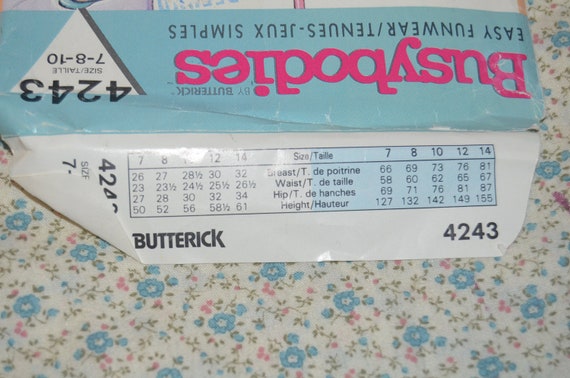 EASY FUNWEAR/TENUES-JEUX SIMPLES
Busybodies
BY BUTTERICK
4243
SIZE/TAILLE
7-8-10
7 8 10 12 14 Size/Taille 7 8 10 12 14
26 27 28½ 30 32 Breast/T. de poitrine 66 69 73 76 81
23 23½ 24½ 25½ 26½ Waist/T. de taille 58 60 62 65 67
27 28 30 32 34 Hip/T. de hanches 69 71 76 81 87
50 52 56 58½ 61 Height/Hauteur 127 132 142 149 155
BUTTERICK 4243
SIZE
7-